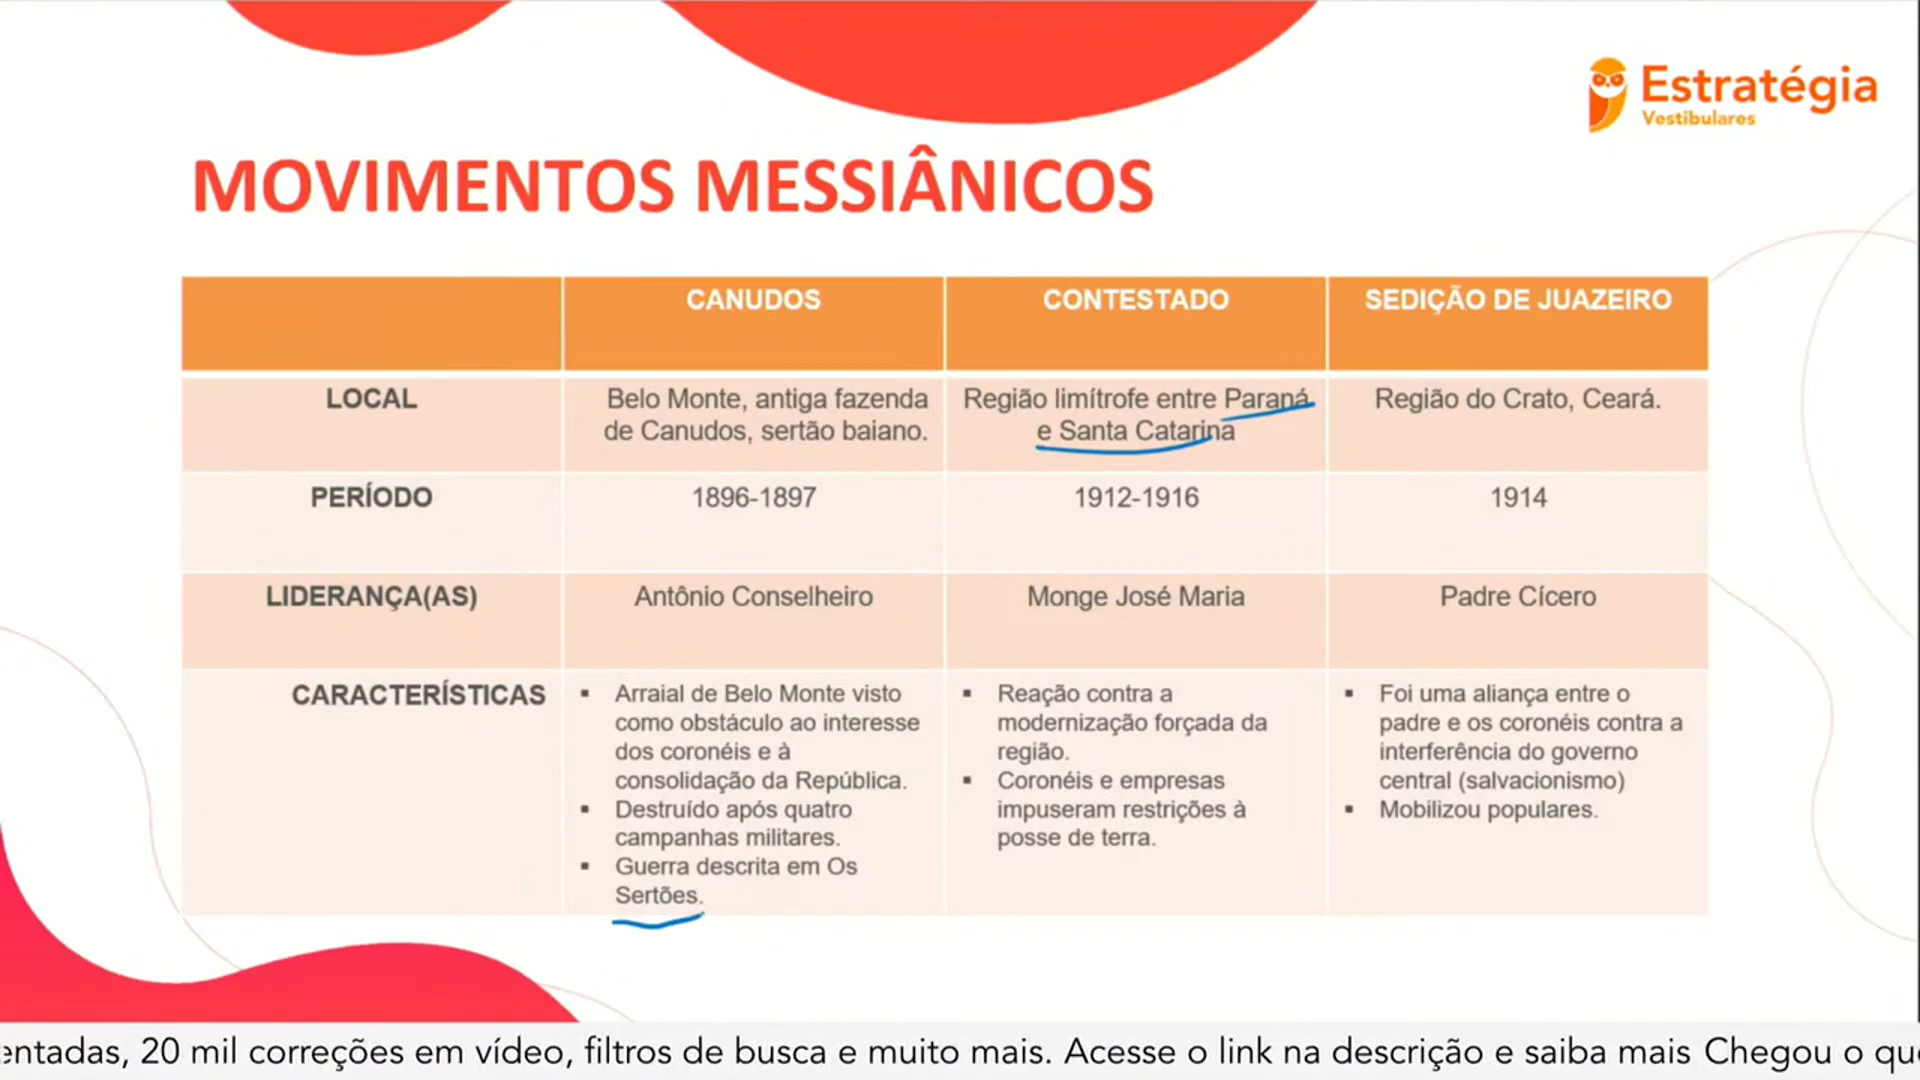 Estratégia
Vestibulares
MOVIMENTOS MESSIÂNICOS
CANUDOS
CONTESTADO
SEDIÇÃO DE JUAZEIRO
LOCAL
Belo Monte, antiga fazenda
de Canudos, sertão baiano.
Região limítrofe entre Paraná
e Santa Catarina
Região do Crato, Ceará.
PERÍODO
1896-1897
1912-1916
1914
LIDERANÇA(AS)
Antônio Conselheiro
Monge José Maria
Padre Cícero
CARACTERÍSTICAS
▪ Arraial de Belo Monte visto
como obstáculo ao interesse
dos coronéis e à
consolidação da República.
▪ Destruído após quatro
campanhas militares.
▪ Guerra descrita em Os
Sertões.
▪ Reação contra a
modernização forçada da
região.
▪ Coronéis e empresas
impuseram restrições à
posse de terra.
▪ Foi uma aliança entre o
padre e os coronéis contra a
interferência do governo
central (salvacionismo)
▪ Mobilizou populares.
entadas, 20 mil correções em vídeo, filtros de busca e muito mais. Acesse o link na descrição e saiba mais Chegou o qu